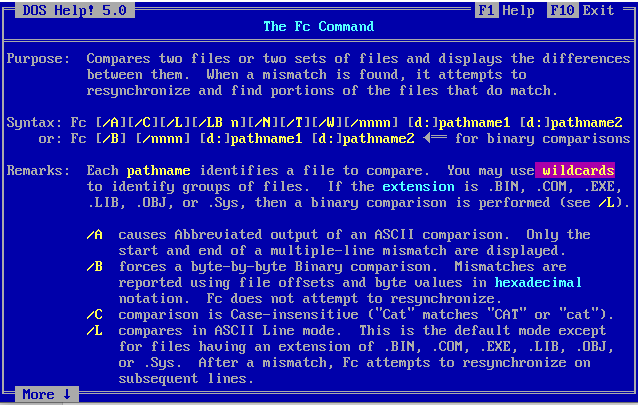 DOS Help! 5.0 F1 Help F10 Exit
The Fc Command
Purpose: Compares two files or two sets of files and displays the differences
between them. When a mismatch is found, it attempts to
resynchronize and find portions of the files that do match.
Syntax: Fc [/A][/C][/L][/LB n][/N][/T][/W][/nnnn] [d:]pathname1 [d:]pathname2
or: Fc [/B] [/nnnn] [d:]pathname1 [d:]pathname2 ⟸ for binary comparisons
Remarks: Each pathname identifies a file to compare. You may use wildcards
to identify groups of files. If the extension is .BIN, .COM, .EXE,
.LIB, .OBJ, or .Sys, then a binary comparison is performed (see /L).
/A causes Abbreviated output of an ASCII comparison. Only the
start and end of a multiple-line mismatch are displayed.
/B forces a byte-by-byte Binary comparison. Mismatches are
reported using file offsets and byte values in hexadecimal
notation. Fc does not attempt to resynchronize.
/C comparison is Case-insensitive ("Cat" matches "CAT" or "cat").
/L compares in ASCII Line mode. This is the default mode except
for files having an extension of .BIN, .COM, .EXE, .LIB, .OBJ,
or .Sys. After a mismatch, Fc attempts to resynchronize on
subsequent lines.
More ↓